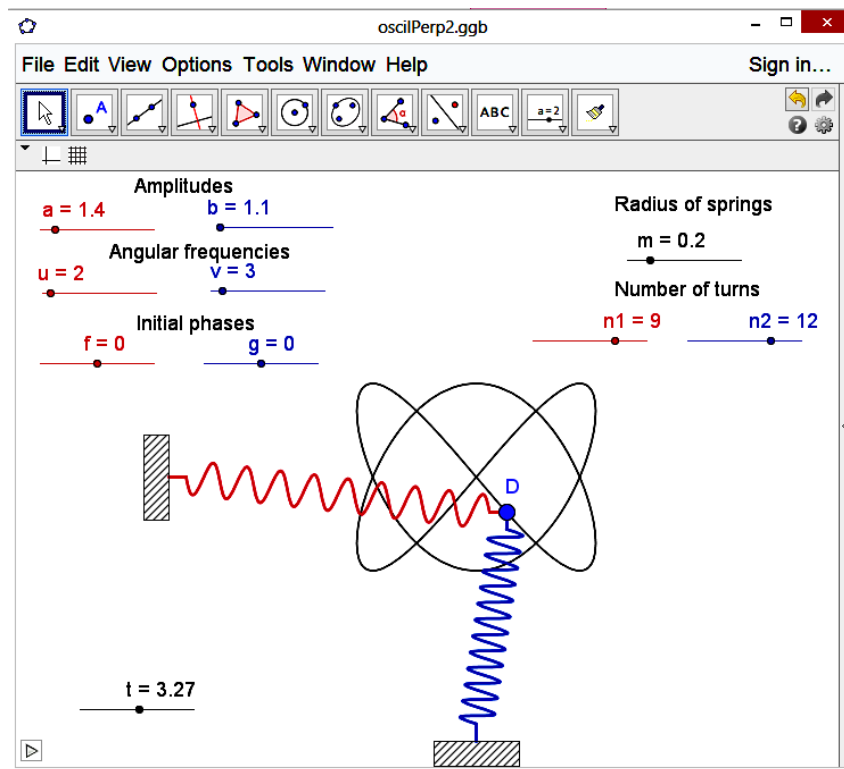 oscilPerp2.ggb
File Edit View Options Tools Window Help Sign in...
A α ABC a=2
Amplitudes
a = 1.4 b = 1.1
Angular frequencies
u = 2 v = 3
Initial phases
f = 0 g = 0
Radius of springs
m = 0.2
Number of turns
n1 = 9 n2 = 12
D
t = 3.27